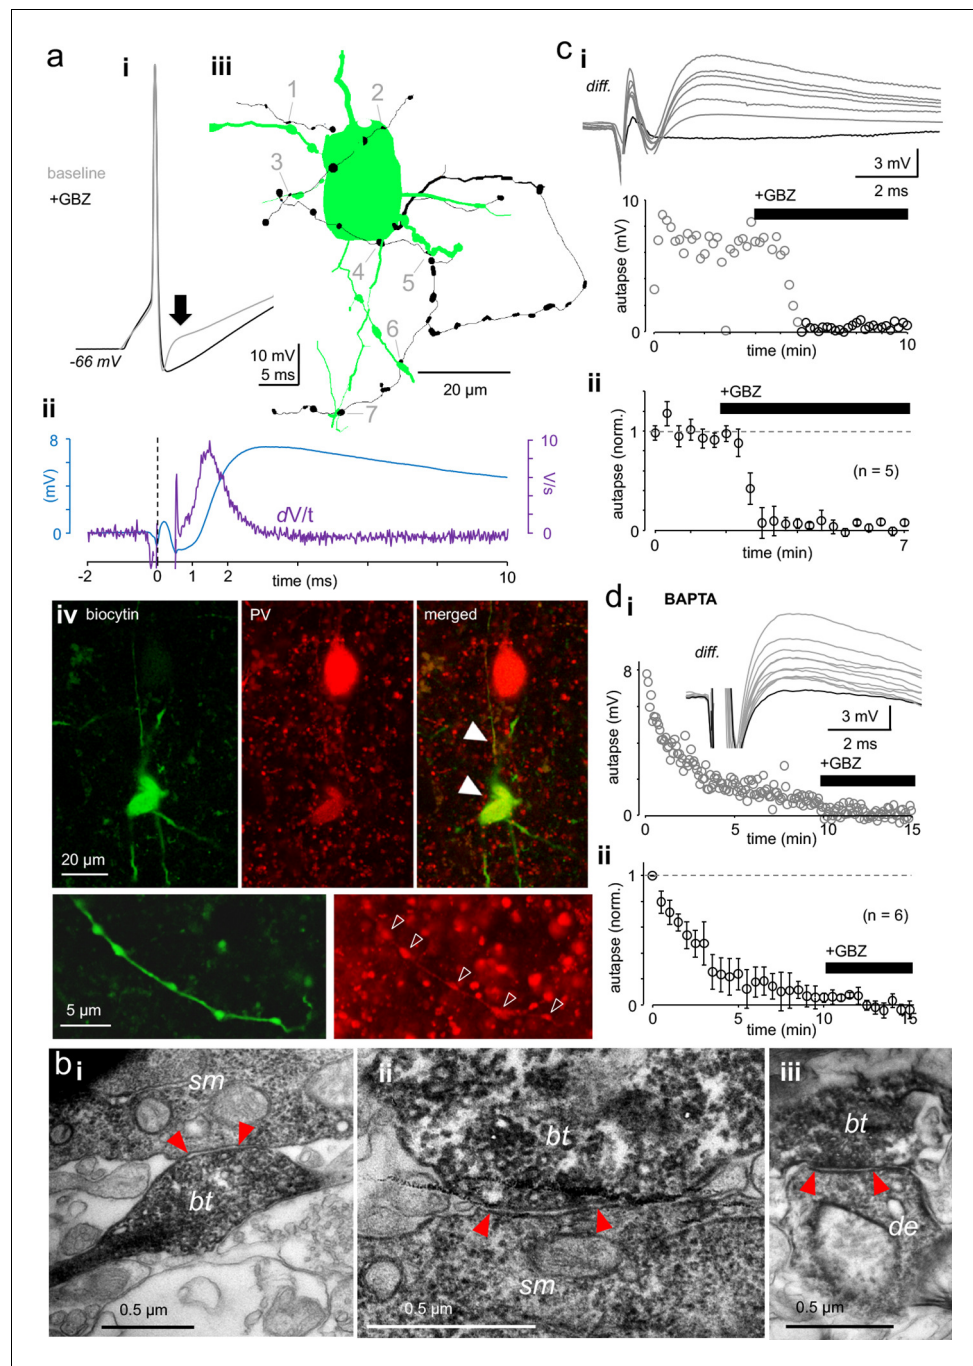 a
i
baseline
+GBZ
-66 mV
10 mV
5 ms
iii
1
2
3
4
5
6
7
20 µm
ii
8
(mV)
0
10
V/s
0
dV/t
-2
0
1
2
10
time (ms)
iv
biocytin
PV
merged
20 µm
5 µm
b
i
sm
bt
0.5 µm
ii
bt
sm
0.5 µm
iii
bt
de
0.5 µm
c
i
diff.
3 mV
2 ms
+GBZ
10
autapse (mV)
0
0
10
time (min)
ii
+GBZ
1
autapse (norm.)
(n = 5)
0
0
7
time (min)
d
i
BAPTA
diff.
8
autapse (mV)
0
3 mV
2 ms
+GBZ
0
5
10
15
time (min)
ii
1
autapse (norm.)
(n = 6)
+GBZ
0
0
5
10
15
time (min)